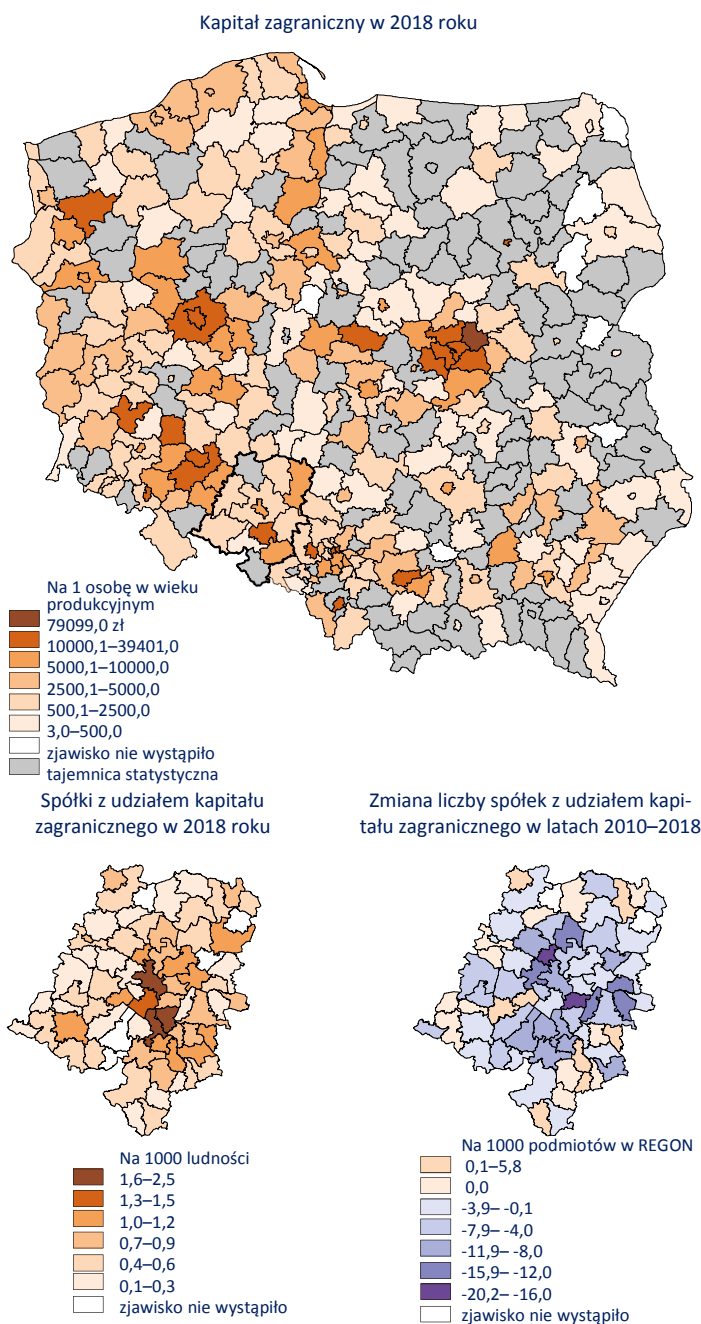 Kapitał zagraniczny w 2018 roku
Na 1 osobę w wieku
produkcyjnym
79099,0 zł
10000,1–39401,0
5000,1–10000,0
2500,1–5000,0
500,1–2500,0
3,0–500,0
zjawisko nie wystąpiło
tajemnica statystyczna
Spółki z udziałem kapitału
zagranicznego w 2018 roku
Na 1000 ludności
1,6–2,5
1,3–1,5
1,0–1,2
0,7–0,9
0,4–0,6
0,1–0,3
zjawisko nie wystąpiło
Zmiana liczby spółek z udziałem kapi-
tału zagranicznego w latach 2010–2018
Na 1000 podmiotów w REGON
0,1–5,8
0,0
-3,9– -0,1
-7,9– -4,0
-11,9– -8,0
-15,9– -12,0
-20,2– -16,0
zjawisko nie wystąpiło